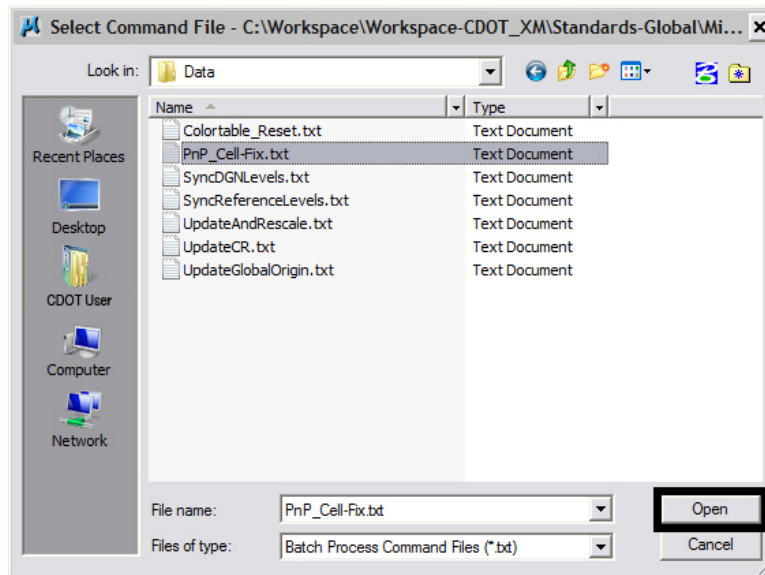 Select Command File - C:\Workspace\Workspace-CDOT_XM\Standards-Global\Mi...
Look in: Data
Name Type
Colortable_Reset.txt Text Document
PnP_Cell-Fix.txt Text Document
SyncDGNLevels.txt Text Document
SyncReferenceLevels.txt Text Document
UpdateAndRescale.txt Text Document
UpdateCR.txt Text Document
UpdateGlobalOrigin.txt Text Document
Recent Places
Desktop
CDOT User
Computer
Network
File name: PnP_Cell-Fix.txt Open
Files of type: Batch Process Command Files (*.txt) Cancel